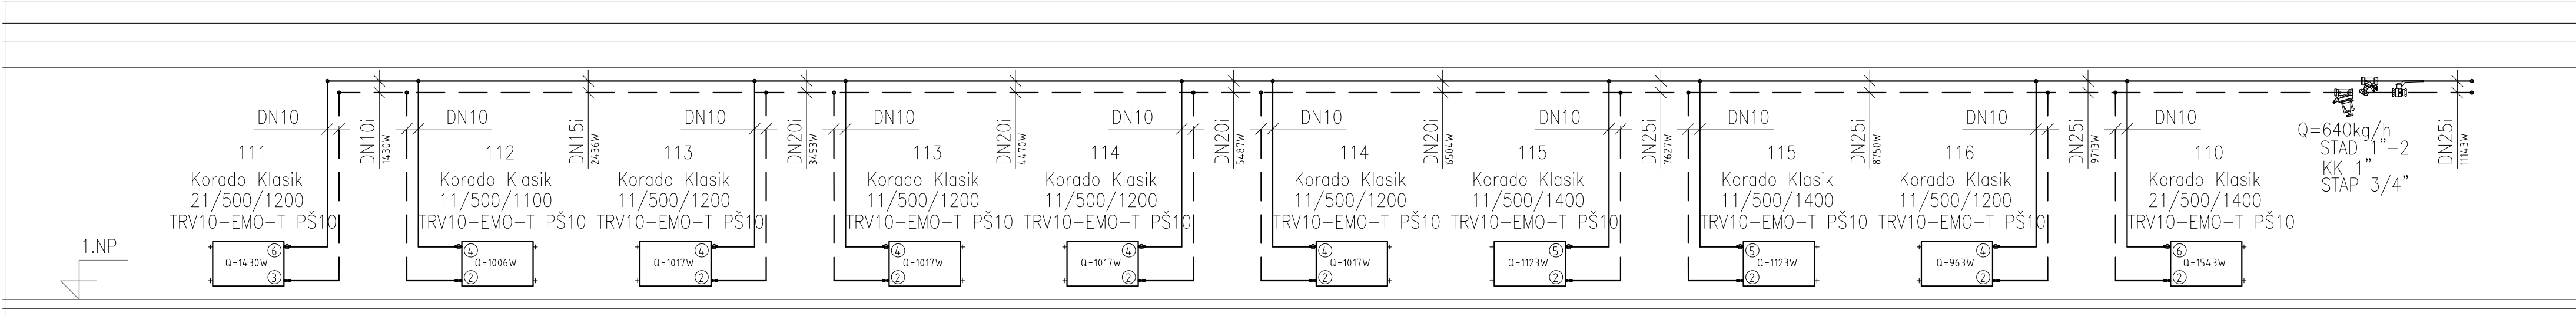 1.NP
111
Korado Klasik
21/500/1200
TRV10-EMO-T PŠ10
6
Q=1430W
3
DN10
DN10i
1430W
DN10
112
Korado Klasik
11/500/1100
TRV10-EMO-T PŠ10
4
Q=1006W
2
DN15i
2436W
DN10
113
Korado Klasik
11/500/1200
TRV10-EMO-T PŠ10
4
Q=1017W
2
DN20i
3453W
DN10
113
Korado Klasik
11/500/1200
TRV10-EMO-T PŠ10
4
Q=1017W
2
DN20i
4470W
DN10
114
Korado Klasik
11/500/1200
TRV10-EMO-T PŠ10
4
Q=1017W
2
DN20i
5487W
DN10
114
Korado Klasik
11/500/1200
TRV10-EMO-T PŠ10
4
Q=1017W
2
DN20i
6504W
DN10
115
Korado Klasik
11/500/1400
TRV10-EMO-T PŠ10
5
Q=1123W
2
DN25i
7627W
DN10
115
Korado Klasik
11/500/1400
TRV10-EMO-T PŠ10
5
Q=1123W
2
DN25i
8750W
DN10
116
Korado Klasik
11/500/1200
TRV10-EMO-T PŠ10
4
Q=963W
2
DN25i
9713W
DN10
110
Korado Klasik
21/500/1400
TRV10-EMO-T PŠ10
6
Q=1543W
2
Q=640kg/h
STAD 1"-2
KK 1"
STAP 3/4"
DN25i
11143W